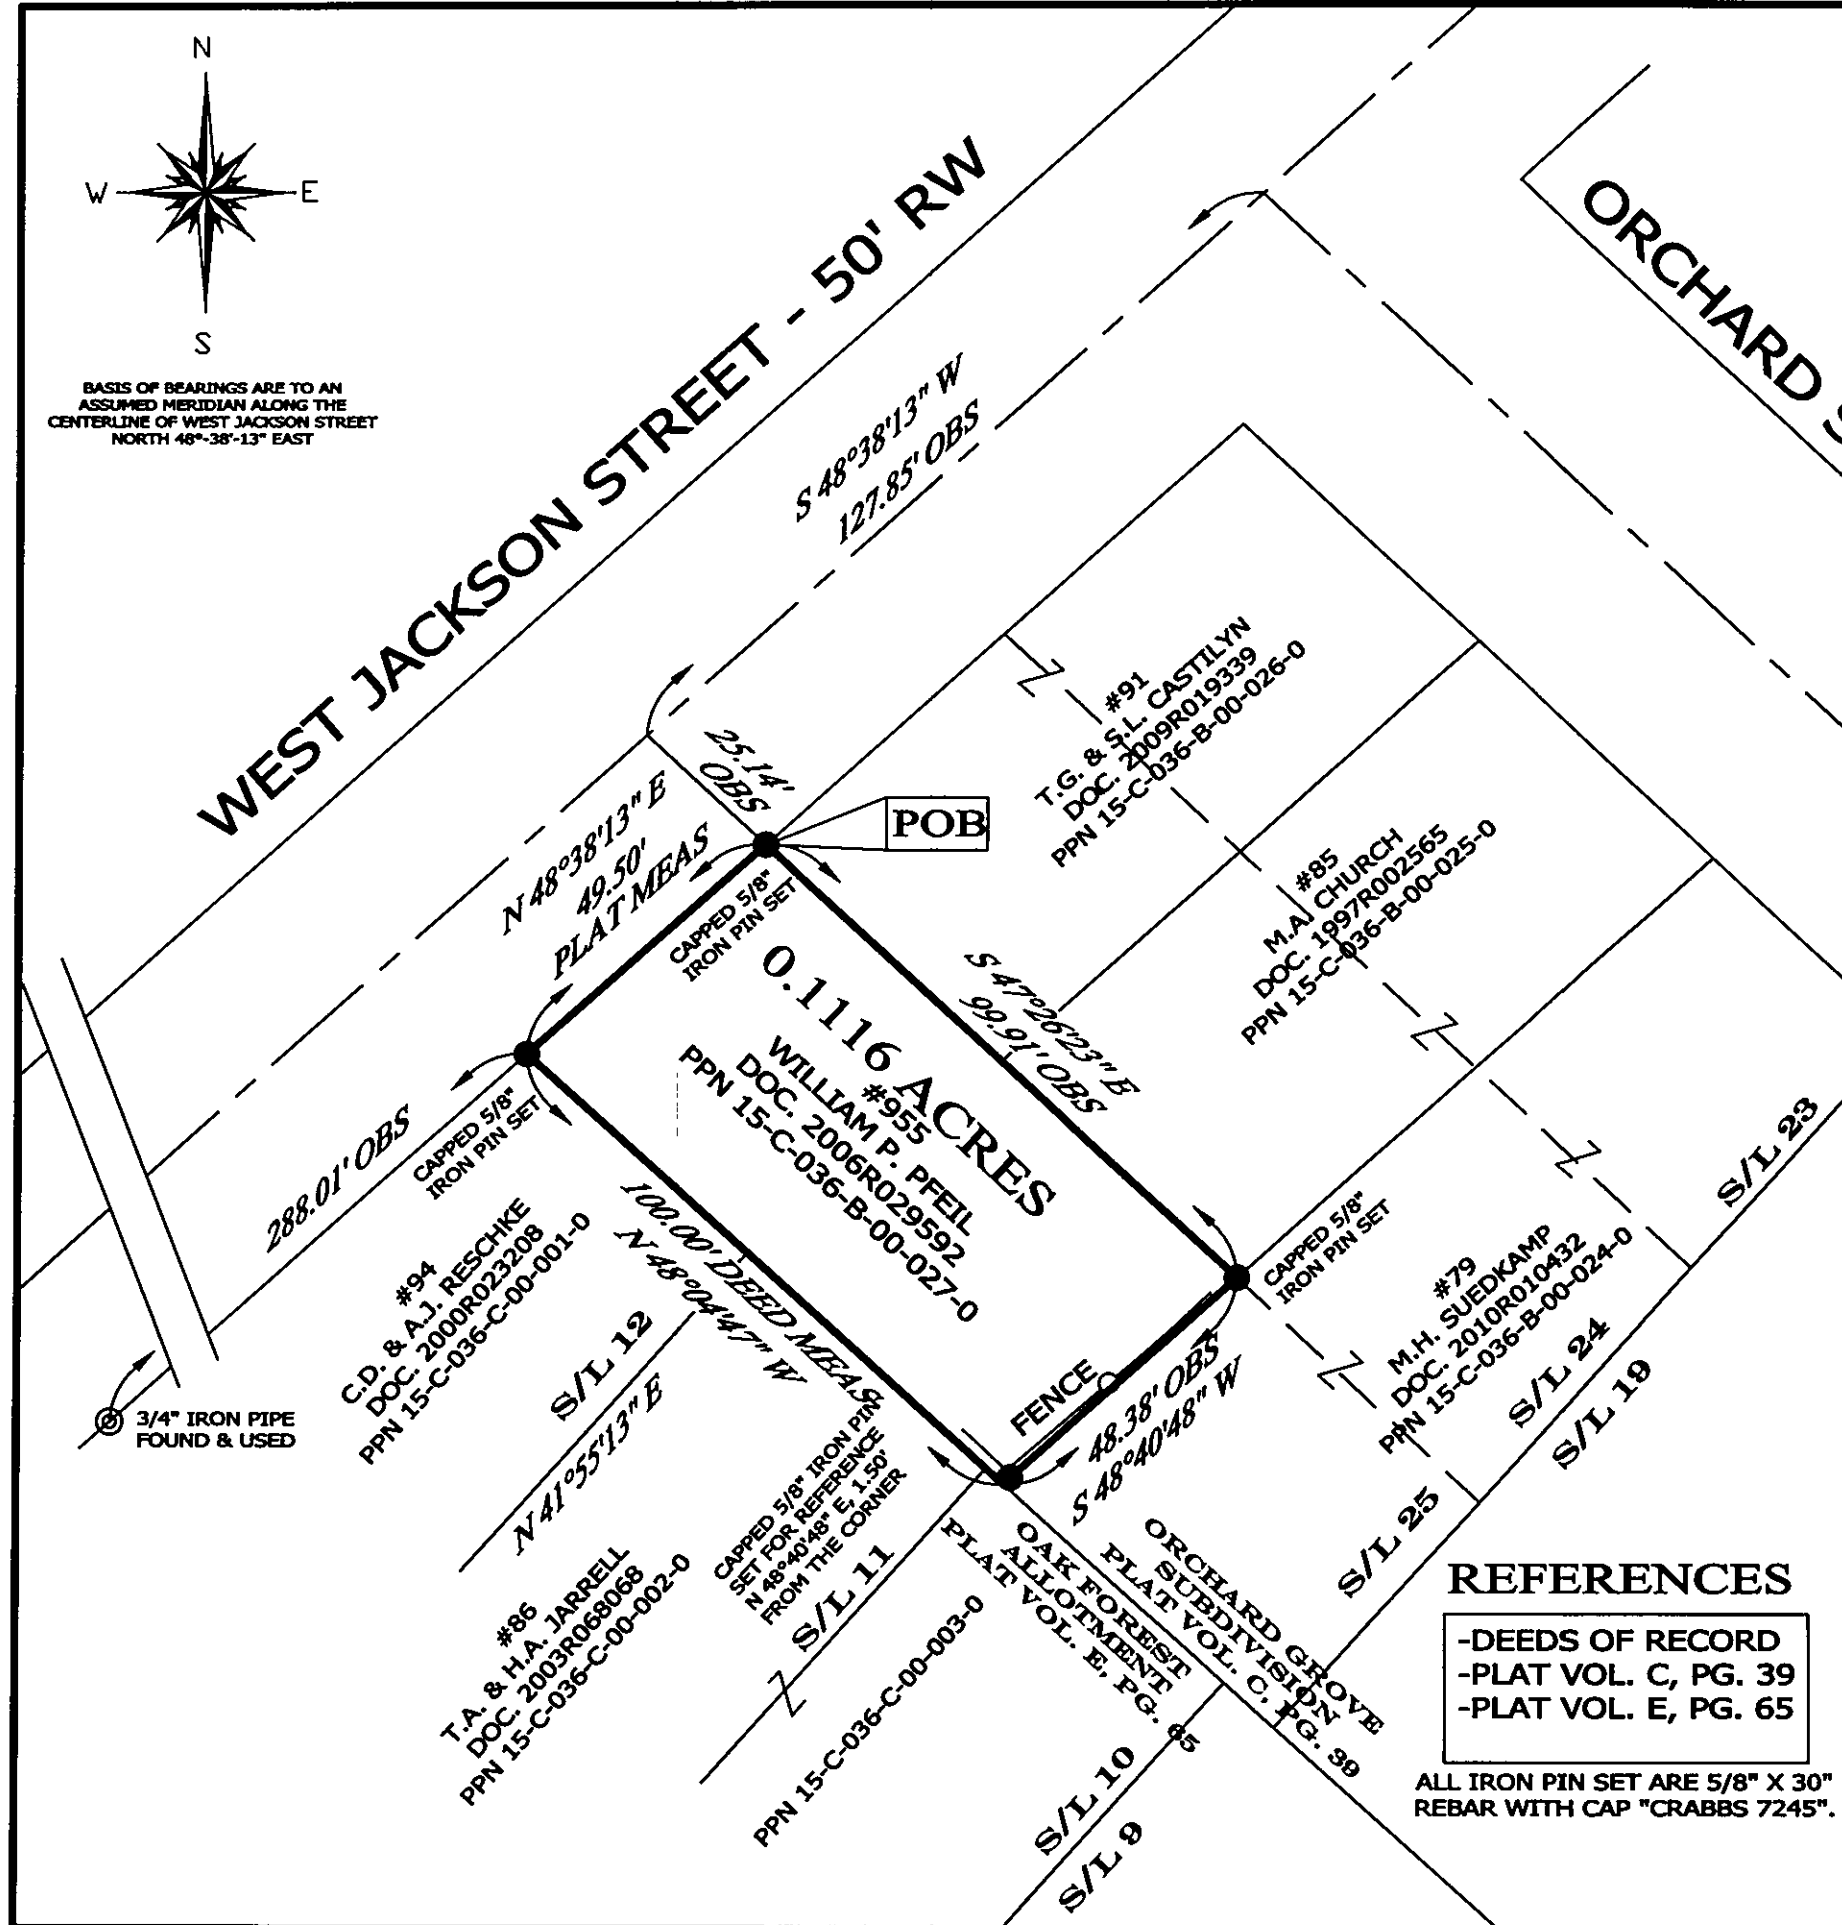 N
W
E
S
BASIS OF BEARINGS ARE TO AN
ASSUMED MERIDIAN ALONG THE
CENTERLINE OF WEST JACKSON STREET
NORTH 48°-38'-13" EAST
WEST JACKSON STREET - 50' RW
ORCHARD S
S 48°38'13" W
127.85' OBS
25.14'
OBS
POB
N 48°38'13" E
49.50'
PLAT MEAS
CAPPED 5/8"
IRON PIN SET
#91
T.G. & S.L. CASTILYN
DOC. 2009R019339
PPN 15-C-036-B-00-026-0
#85
M.A. CHURCH
DOC. 1997R002565
PPN 15-C-036-B-00-025-0
S 47°26'23" E
99.91' OBS
0.1116 ACRES
#955
WILLIAM P. PFEIL
DOC. 2006R029592
PPN 15-C-036-B-00-027-0
288.01' OBS
CAPPED 5/8"
IRON PIN SET
100.00' DEED MEAS
N 48°04'47" W
#94
C.D. & A.J. RESCHKE
DOC. 2000R023208
PPN 15-C-036-C-00-001-0
S/L 12
N 41°55'13" E
3/4" IRON PIPE
FOUND & USED
CAPPED 5/8"
IRON PIN SET
#79
M.H. SUEDKAMP
DOC. 2010R010432
PPN 15-C-036-B-00-024-0
S/L 23
S/L 24
S/L 19
S/L 25
FENCE
48.38' OBS
S 48°40'48" W
CAPPED 5/8" IRON PIN
SET FOR REFERENCE
N 48°40'48" E, 1.50'
FROM THE CORNER
S/L 11
#86
T.A. & H.A. JARRELL
DOC. 2003R068068
PPN 15-C-036-C-00-002-0
PPN 15-C-036-C-00-003-0
OAK FOREST
ALLOTMENT
PLAT VOL. E, PG. 65
ORCHARD GROVE
SUBDIVISION
PLAT VOL. C, PG. 39
S/L 10
S/L 9
REFERENCES
-DEEDS OF RECORD
-PLAT VOL. C, PG. 39
-PLAT VOL. E, PG. 65
ALL IRON PIN SET ARE 5/8" X 30"
REBAR WITH CAP "CRABBS 7245".